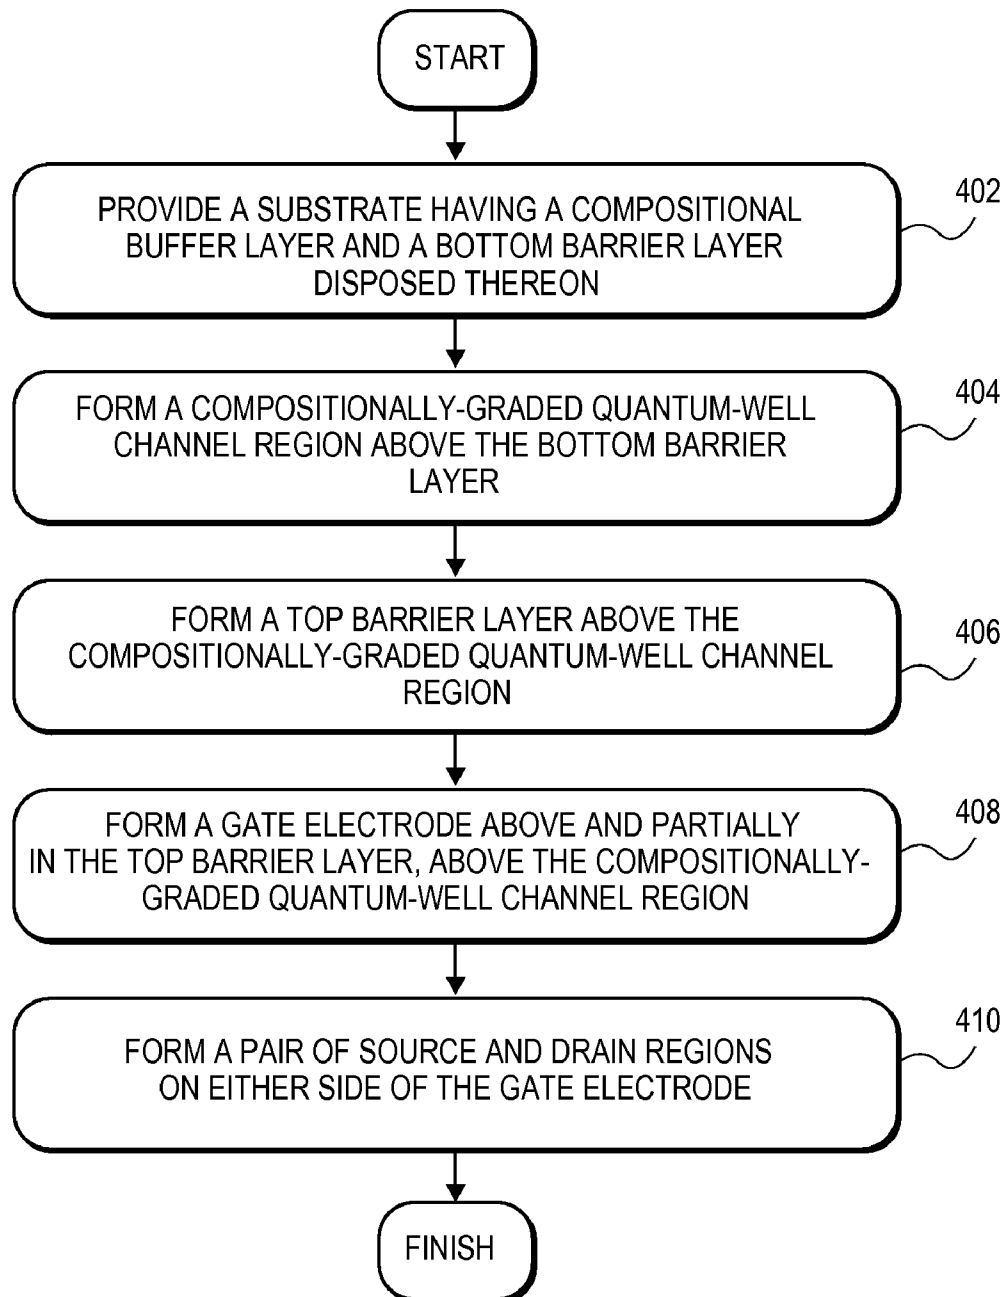 START
PROVIDE A SUBSTRATE HAVING A COMPOSITIONAL
BUFFER LAYER AND A BOTTOM BARRIER LAYER
DISPOSED THEREON
402
FORM A COMPOSITIONALLY-GRADED QUANTUM-WELL
CHANNEL REGION ABOVE THE BOTTOM BARRIER
LAYER
404
FORM A TOP BARRIER LAYER ABOVE THE
COMPOSITIONALLY-GRADED QUANTUM-WELL CHANNEL
REGION
406
FORM A GATE ELECTRODE ABOVE AND PARTIALLY
IN THE TOP BARRIER LAYER, ABOVE THE COMPOSITIONALLY-
GRADED QUANTUM-WELL CHANNEL REGION
408
FORM A PAIR OF SOURCE AND DRAIN REGIONS
ON EITHER SIDE OF THE GATE ELECTRODE
410
FINISH